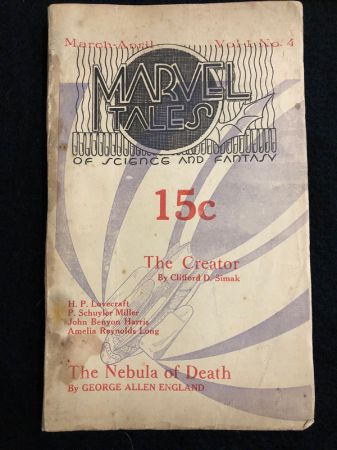 March-April Vol. 1 No. 4
MARVEL
TALES
OF SCIENCE AND FANTASY
15c
The Creator
By Clifford D. Simak
H. P. Lovecraft
P. Schuyler Miller
John Benyon Harris
Amelia Reynolds Long
The Nebula of Death
By GEORGE ALLEN ENGLAND